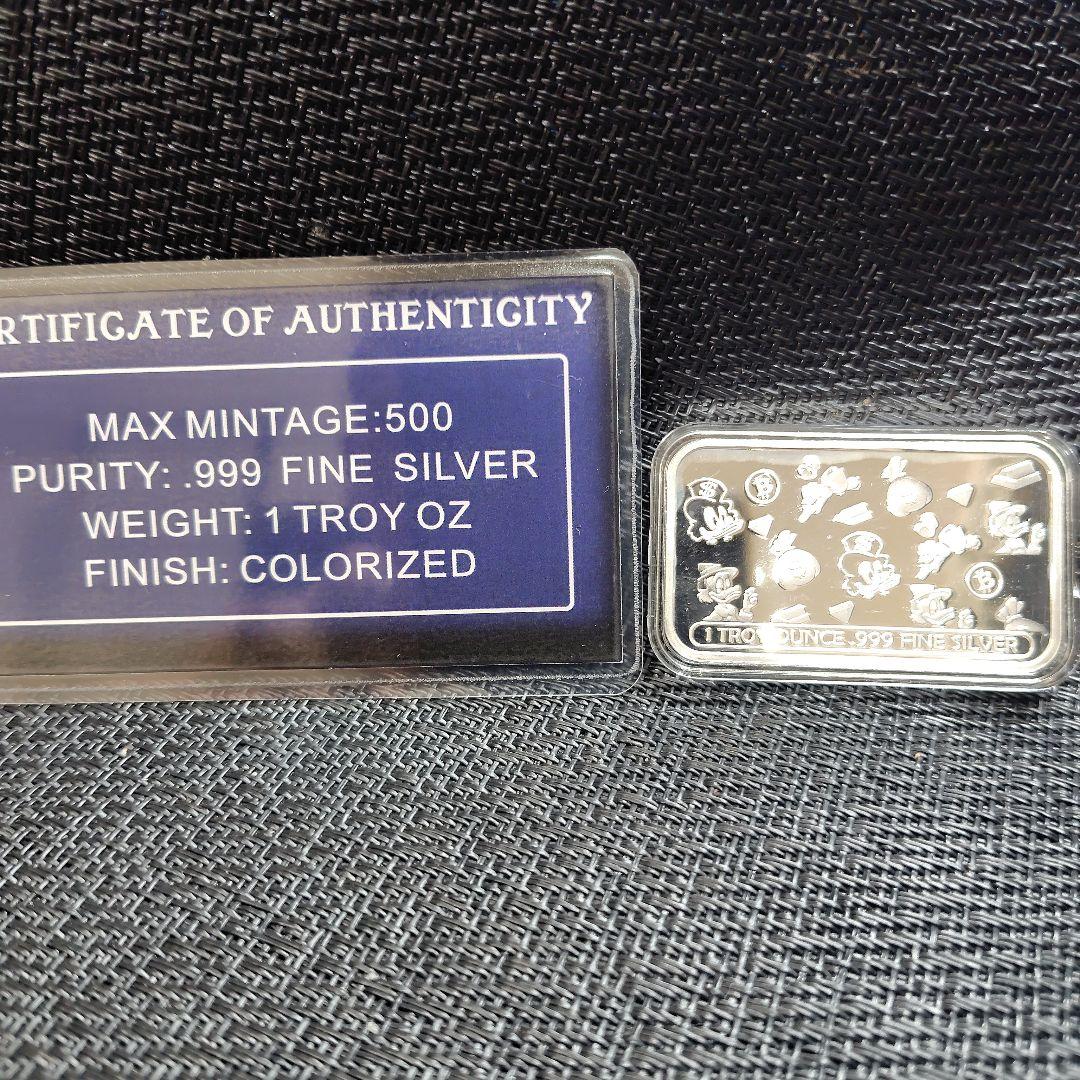 RTIFICATE OF AUTHENTICITY
MAX MINTAGE:500
PURITY: .999 FINE SILVER
WEIGHT: 1 TROY OZ
FINISH: COLORIZED
1 TROY OUNCE .999 FINE SILVER